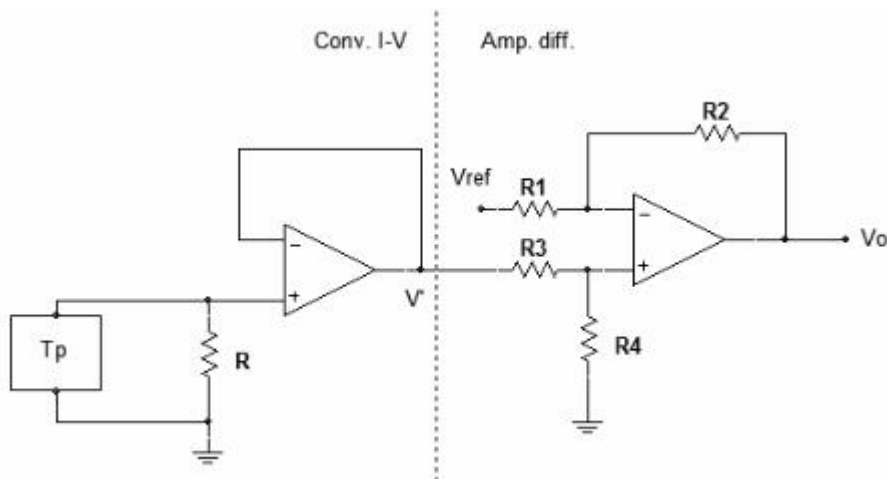 Conv. I-V
Amp. diff.
R2
Vref
R1
−
+
Vo
R3
−
+
V'
R4
Tp
R